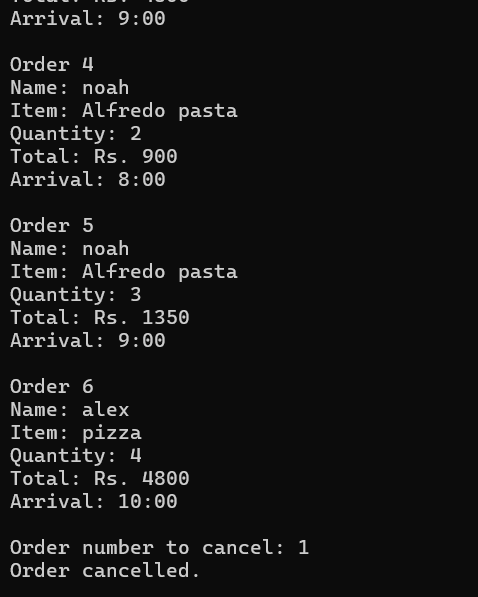 Arrival: 9:00
Order 4
Name: noah
Item: Alfredo pasta
Quantity: 2
Total: Rs. 900
Arrival: 8:00
Order 5
Name: noah
Item: Alfredo pasta
Quantity: 3
Total: Rs. 1350
Arrival: 9:00
Order 6
Name: alex
Item: pizza
Quantity: 4
Total: Rs. 4800
Arrival: 10:00
Order number to cancel: 1
Order cancelled.